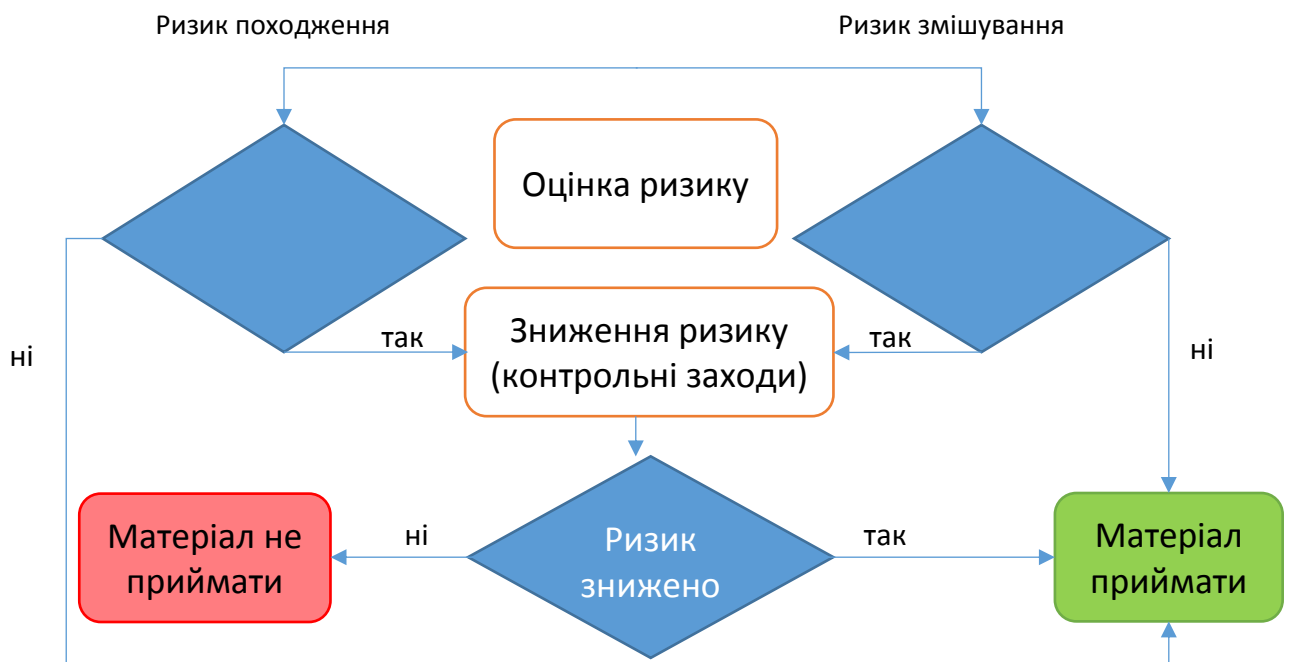 Ризик походження
Ризик змішування
Оцінка ризику
Зниження ризику
(контрольні заходи)
так
так
ні
ні
Матеріал не
приймати
ні
Ризик
знижено
так
Матеріал
приймати